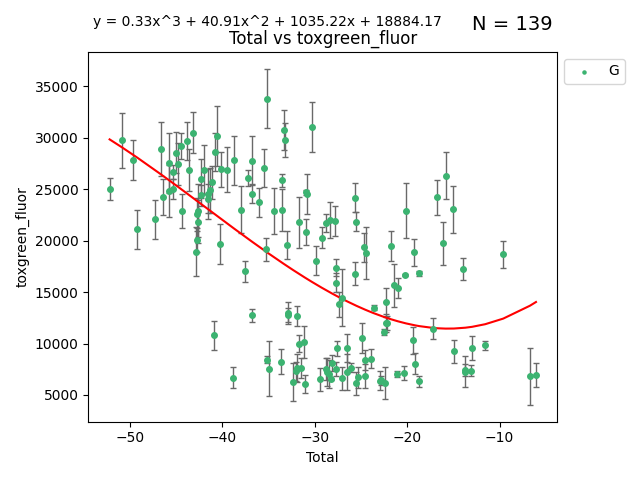 y = 0.33x^3 + 40.91x^2 + 1035.22x + 18884.17
N = 139
Total vs toxgreen_fluor
G
35000
30000
25000
20000
15000
10000
5000
toxgreen_fluor
−50 −40 −30 −20 −10
Total